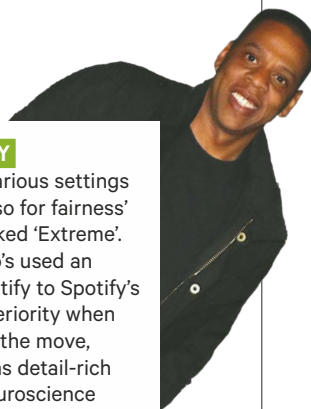 Y
arious settings
so for fairness'
ked 'Extreme'.
o's used an
tify to Spotify's
eriority when
the move,
as detail-rich
uroscience